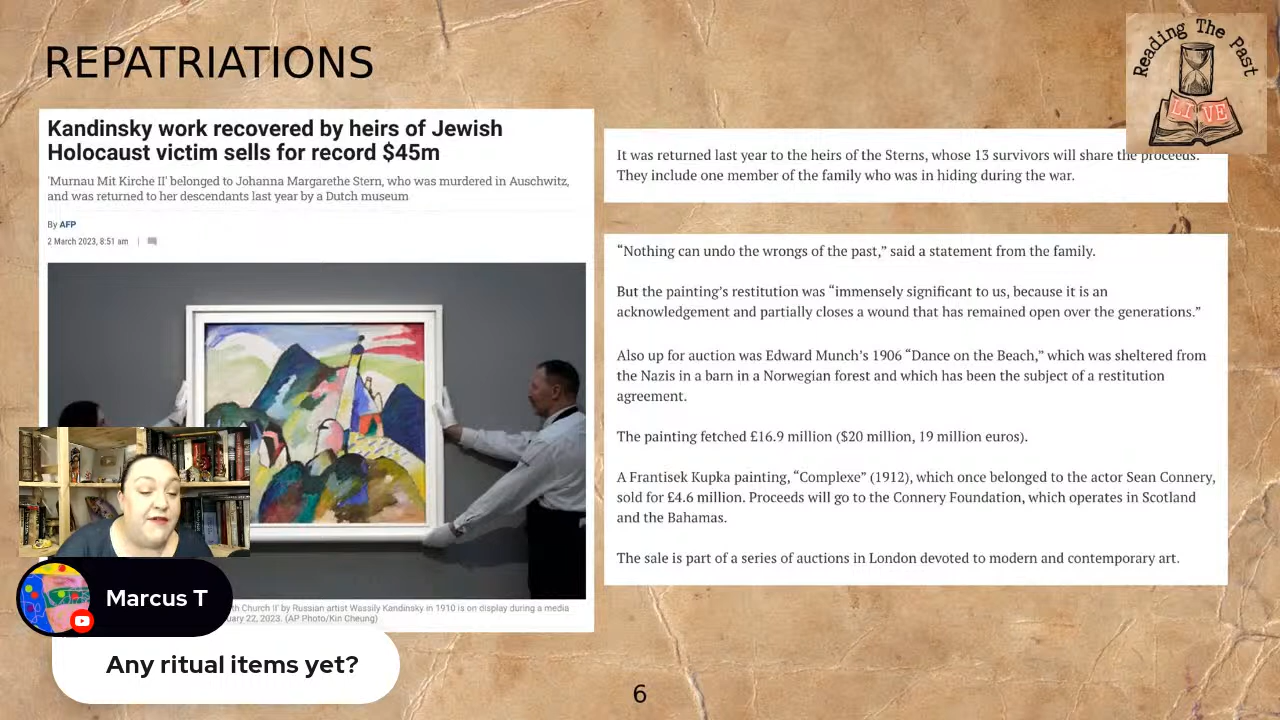 REPATRIATIONS
Reading The Past
LIVE
Kandinsky work recovered by heirs of Jewish
Holocaust victim sells for record $45m
'Murnau Mit Kirche II' belonged to Johanna Margarethe Stern, who was murdered in Auschwitz,
and was returned to her descendants last year by a Dutch museum
By AFP
2 March 2023, 8:51 am
th Church II' by Russian artist Wassily Kandinsky in 1910 is on display during a media
uary 22, 2023. (AP Photo/Kin Cheung)
It was returned last year to the heirs of the Sterns, whose 13 survivors will share the proceeds.
They include one member of the family who was in hiding during the war.
“Nothing can undo the wrongs of the past,” said a statement from the family.
But the painting’s restitution was “immensely significant to us, because it is an
acknowledgement and partially closes a wound that has remained open over the generations.”
Also up for auction was Edward Munch’s 1906 “Dance on the Beach,” which was sheltered from
the Nazis in a barn in a Norwegian forest and which has been the subject of a restitution
agreement.
The painting fetched £16.9 million ($20 million, 19 million euros).
A Frantisek Kupka painting, “Complexe” (1912), which once belonged to the actor Sean Connery,
sold for £4.6 million. Proceeds will go to the Connery Foundation, which operates in Scotland
and the Bahamas.
The sale is part of a series of auctions in London devoted to modern and contemporary art.
Marcus T
Any ritual items yet?
6